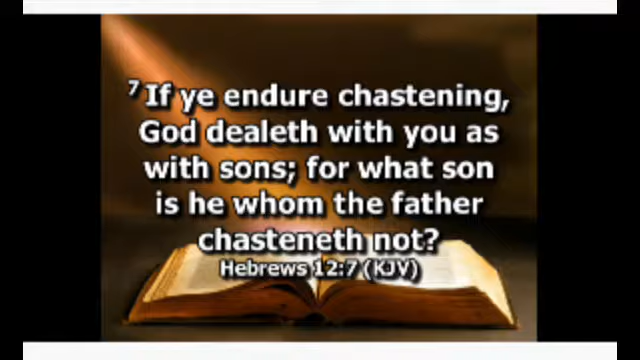 7 If ye endure chastening,
God dealeth with you as
with sons; for what son
is he whom the father
chasteneth not?
Hebrews 12:7 (KJV)